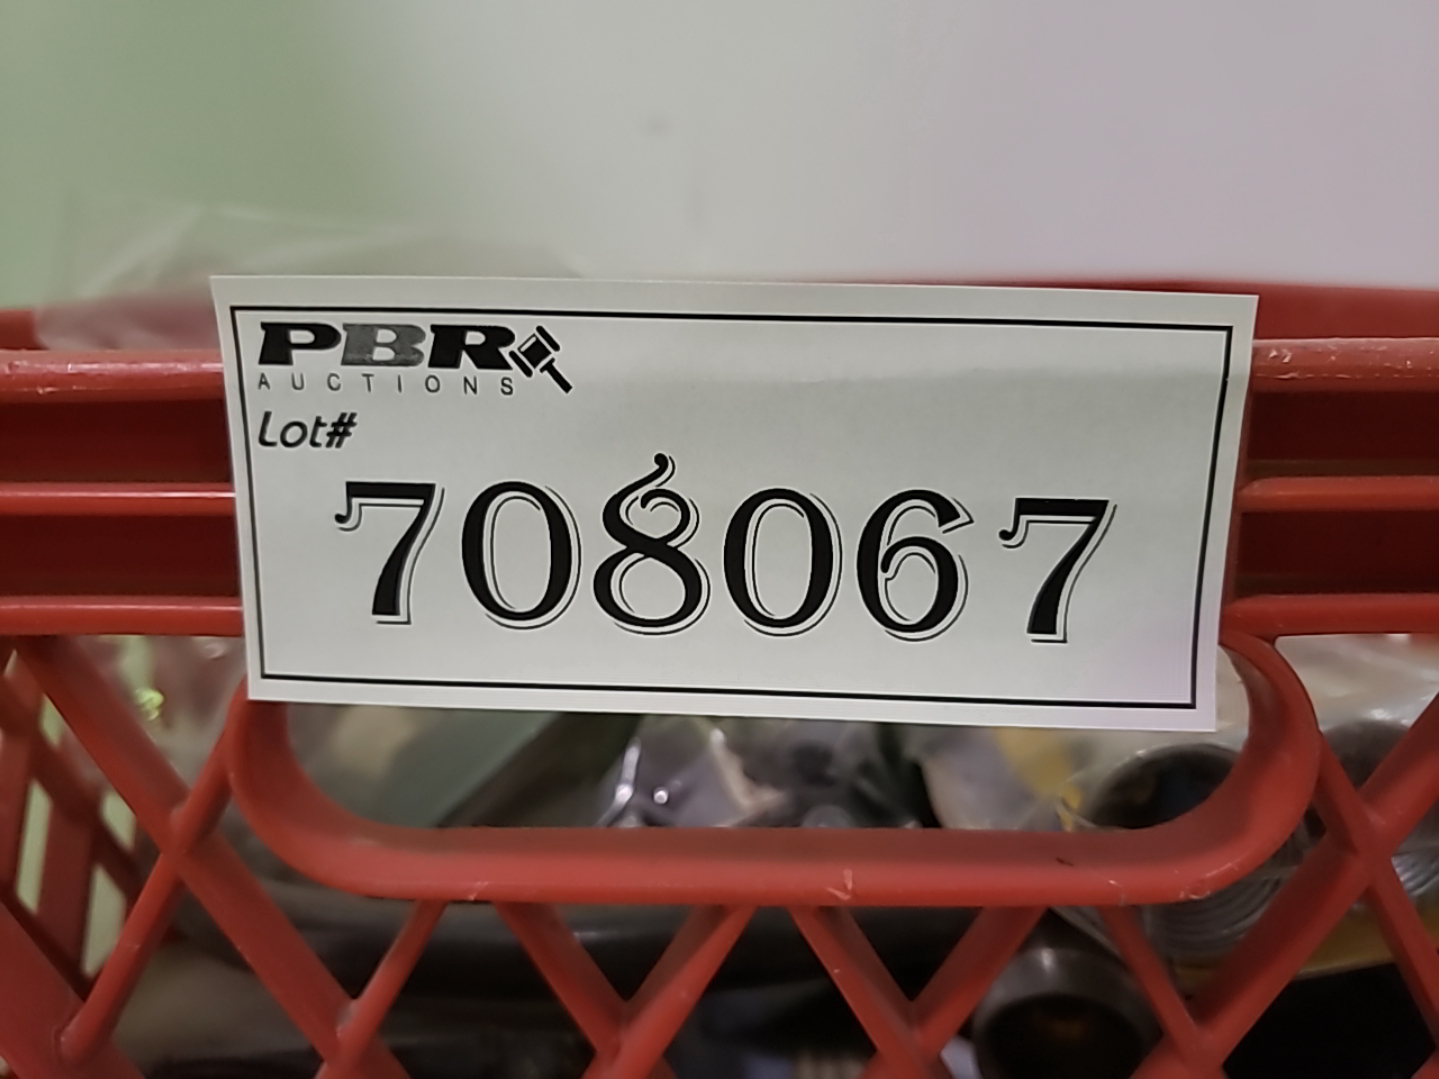 PBR
AUCTIONS
Lot#
708067